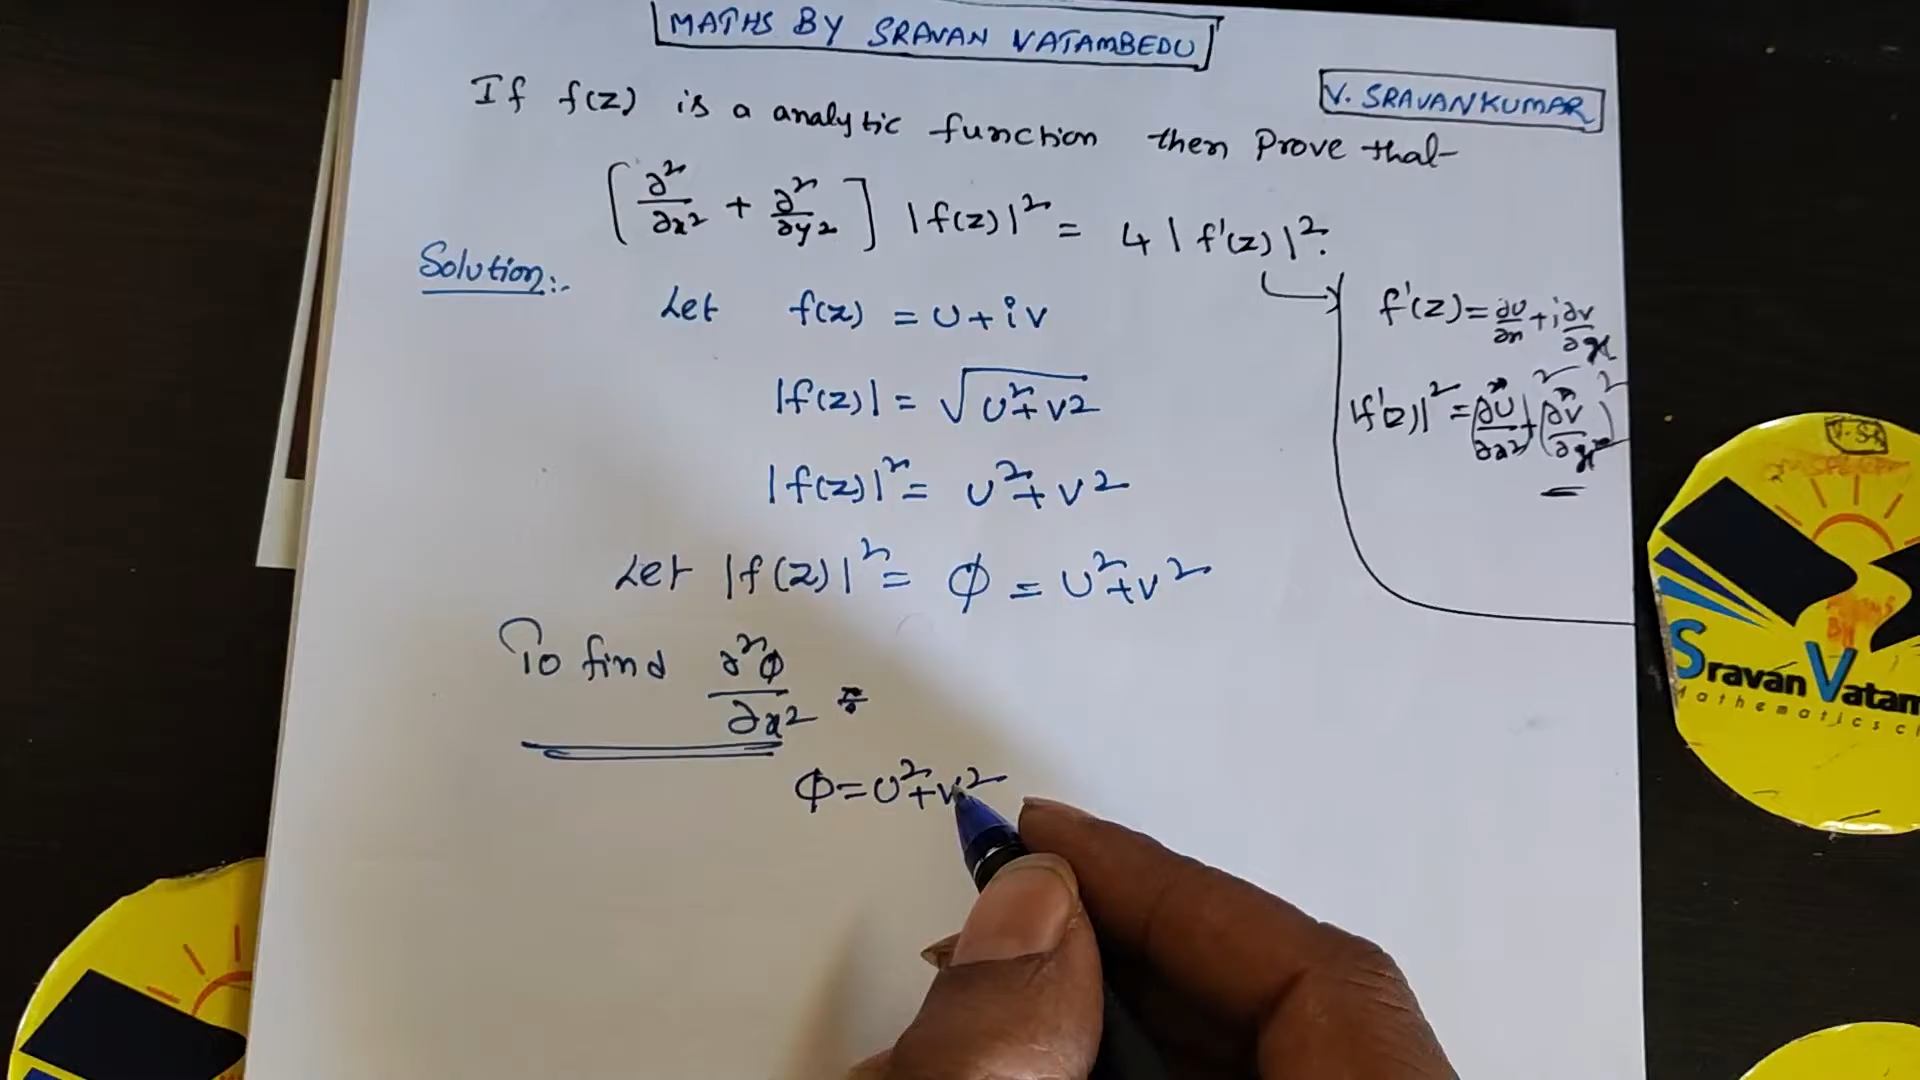 MATHS BY SRAVAN VATAMBEDU
V. SRAVANKUMAR
If f(z) is a analytic function then Prove that
[∂²/∂x² + ∂²/∂y²] |f(z)|² = 4 | f'(z) |².
Solution:-
Let f(z) = u + iv
|f(z)| = √u²+v²
|f(z)|² = u²+v²
Let |f(z)|² = φ = u²+v²
To find ∂²φ/∂x² :
φ = u²+v²
f'(z) = ∂u/∂x + i ∂v/∂x
|f'(z)|² = (∂u/∂x)² + (∂v/∂x)²
V.SK
Sravan Vatam
Mathematics c